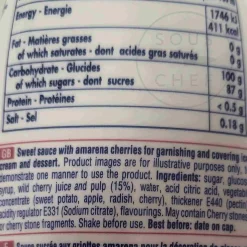 Energy - Energie 1746 kJ
411 kcal
Fat - Matières grasses 0 g
of which saturates - dont acides gras saturés 0 g
Carbohydrate - Glucides 100 g
of which sugars - dont sucres 87 g
Protein - Protéines < 0.5 g
Salt - Sel 0.18 g
GB Sweet sauce with amarena cherries for garnishing and covering ice
cream and dessert. Product images are for illustrative purposes only,
demonstrate one manner to use the product. Ingredients: sugar, glucose
syrup, wild cherry juice and pulp (15%), water, acid citric acid, vegetable
concentrate (sweet potato, apple, radish, cherry), thickener E440 (pectin)
acidity regulator E331 (Sodium citrate), flavourings. May contain Cherry stones
or cherry stone fragments. Shake before use. Best before: date on cap.